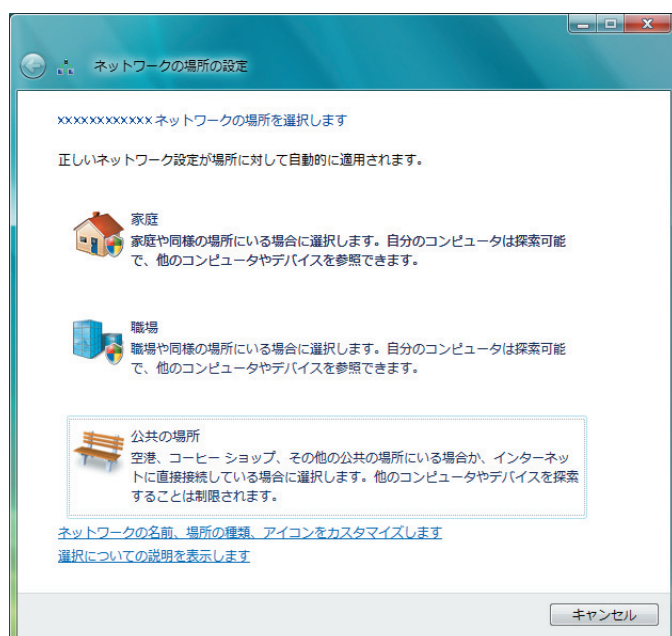 ネットワークの場所の設定
xxxxxxxxxxxxネットワークの場所を選択します
正しいネットワーク設定が場所に対して自動的に適用されます。
家庭
家庭や同様の場所にいる場合に選択します。自分のコンピュータは探索可能
で、他のコンピュータやデバイスを参照できます。
職場
職場や同様の場所にいる場合に選択します。自分のコンピュータは探索可能
で、他のコンピュータやデバイスを参照できます。
公共の場所
空港、コーヒー ショップ、その他の公共の場所にいる場合か、インターネッ
トに直接接続している場合に選択します。他のコンピュータやデバイスを探索
することは制限されます。
ネットワークの名前、場所の種類、アイコンをカスタマイズします
選択についての説明を表示します
キャンセル